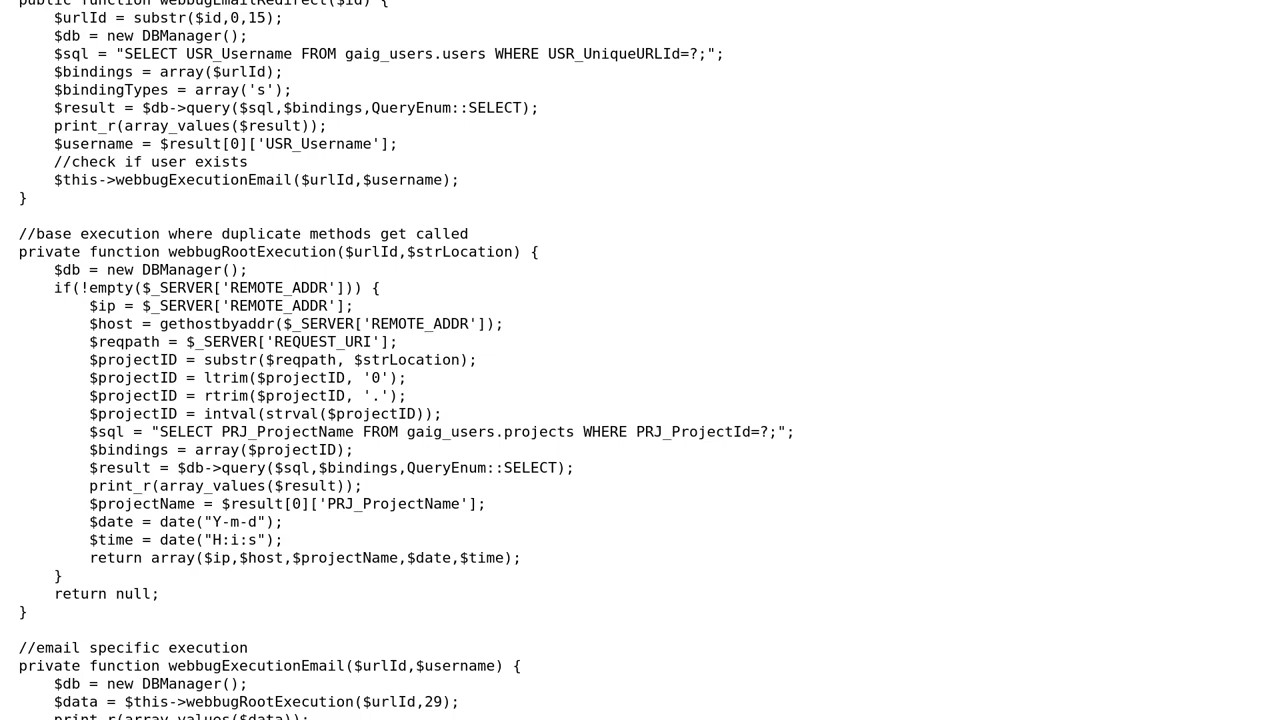 public function webbugEmailRedirect($id) {
    $urlId = substr($id,0,15);
    $db = new DBManager();
    $sql = "SELECT USR_Username FROM gaig_users.users WHERE USR_UniqueURLId=?;";
    $bindings = array($urlId);
    $bindingTypes = array('s');
    $result = $db->query($sql,$bindings,QueryEnum::SELECT);
    print_r(array_values($result));
    $username = $result[0]['USR_Username'];
    //check if user exists
    $this->webbugExecutionEmail($urlId,$username);
}

//base execution where duplicate methods get called
private function webbugRootExecution($urlId,$strLocation) {
    $db = new DBManager();
    if(!empty($_SERVER['REMOTE_ADDR'])) {
        $ip = $_SERVER['REMOTE_ADDR'];
        $host = gethostbyaddr($_SERVER['REMOTE_ADDR']);
        $reqpath = $_SERVER['REQUEST_URI'];
        $projectID = substr($reqpath, $strLocation);
        $projectID = ltrim($projectID, '0');
        $projectID = rtrim($projectID, '.');
        $projectID = intval(strval($projectID));
        $sql = "SELECT PRJ_ProjectName FROM gaig_users.projects WHERE PRJ_ProjectId=?;";
        $bindings = array($projectID);
        $result = $db->query($sql,$bindings,QueryEnum::SELECT);
        print_r(array_values($result));
        $projectName = $result[0]['PRJ_ProjectName'];
        $date = date("Y-m-d");
        $time = date("H:i:s");
        return array($ip,$host,$projectName,$date,$time);
    }
    return null;
}

//email specific execution
private function webbugExecutionEmail($urlId,$username) {
    $db = new DBManager();
    $data = $this->webbugRootExecution($urlId,29);
    print_r(array_values($data));